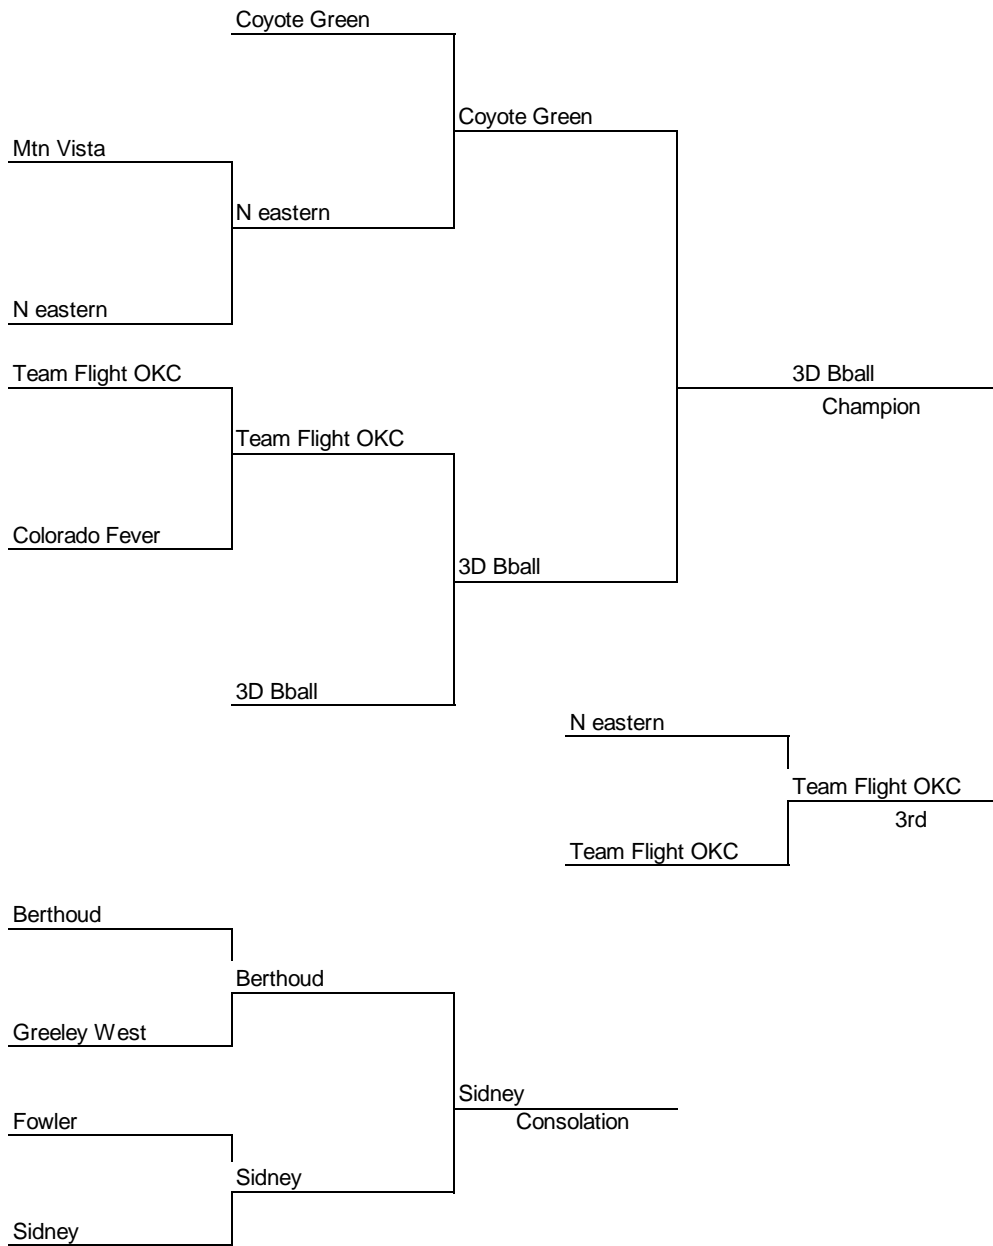 Coyote Green
Coyote Green
Mtn Vista
N eastern
N eastern
Team Flight OKC
3D Bball
Champion
Team Flight OKC
Colorado Fever
3D Bball
3D Bball
N eastern
Team Flight OKC
3rd
Team Flight OKC
Berthoud
Berthoud
Greeley West
Sidney
Fowler
Consolation
Sidney
Sidney